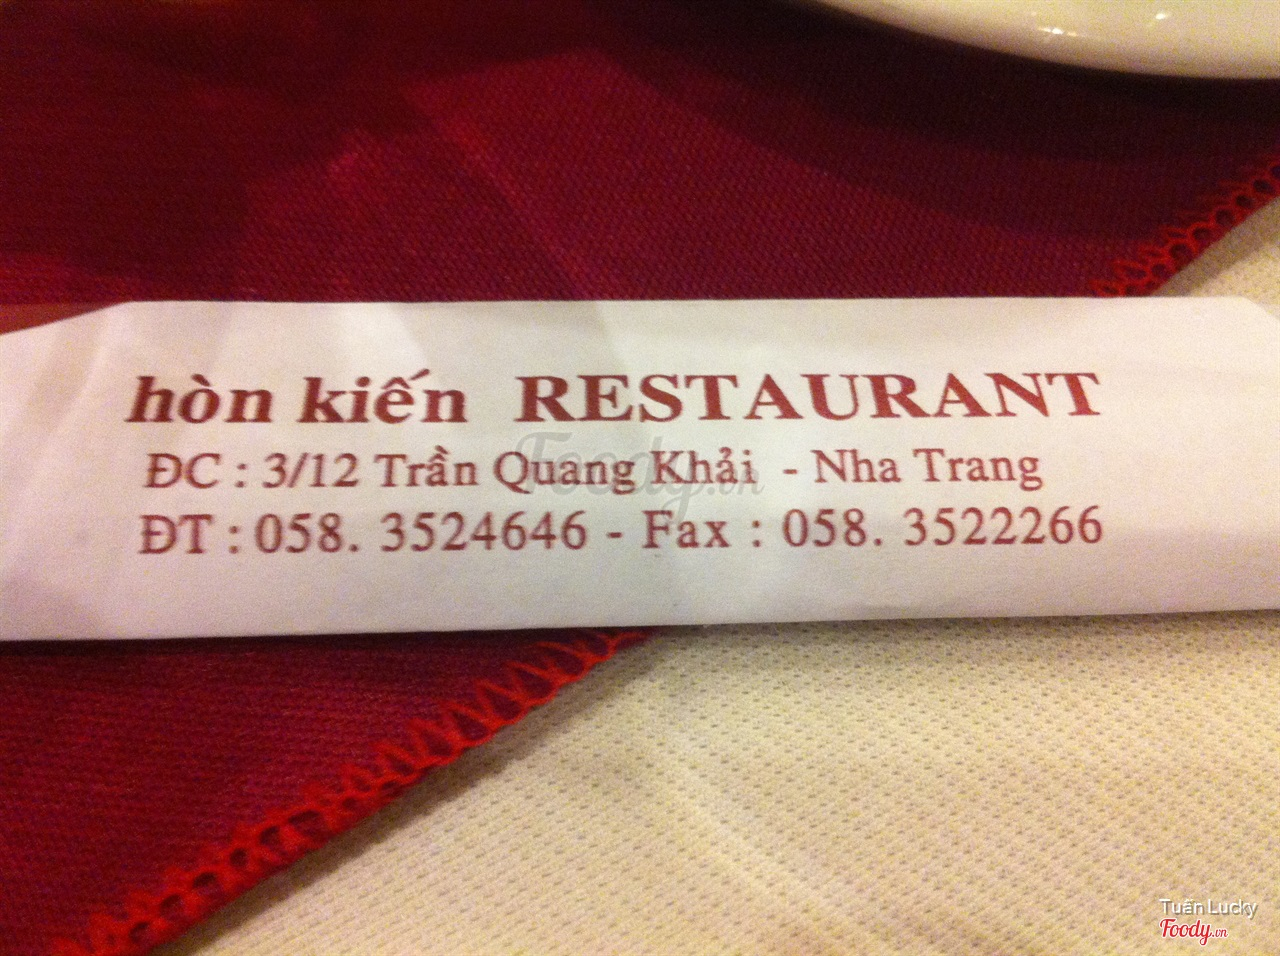 hòn kiến RESTAURANT
ĐC : 3/12 Trần Quang Khải - Nha Trang
ĐT : 058. 3524646 - Fax : 058. 3522266
Foody.vn
Tuấn Lucky
Foody.vn